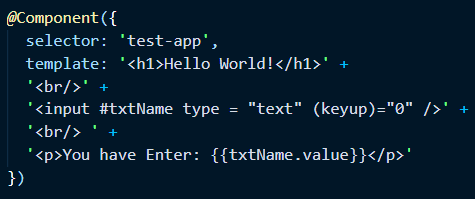 @Component({
  selector: 'test-app',
  template: '<h1>Hello World!</h1>' +
  '<br/>' +
  '<input #txtName type = "text" (keyup)="0" />' +
  '<br/> ' +
  '<p>You have Enter: {{txtName.value}}</p>'
})